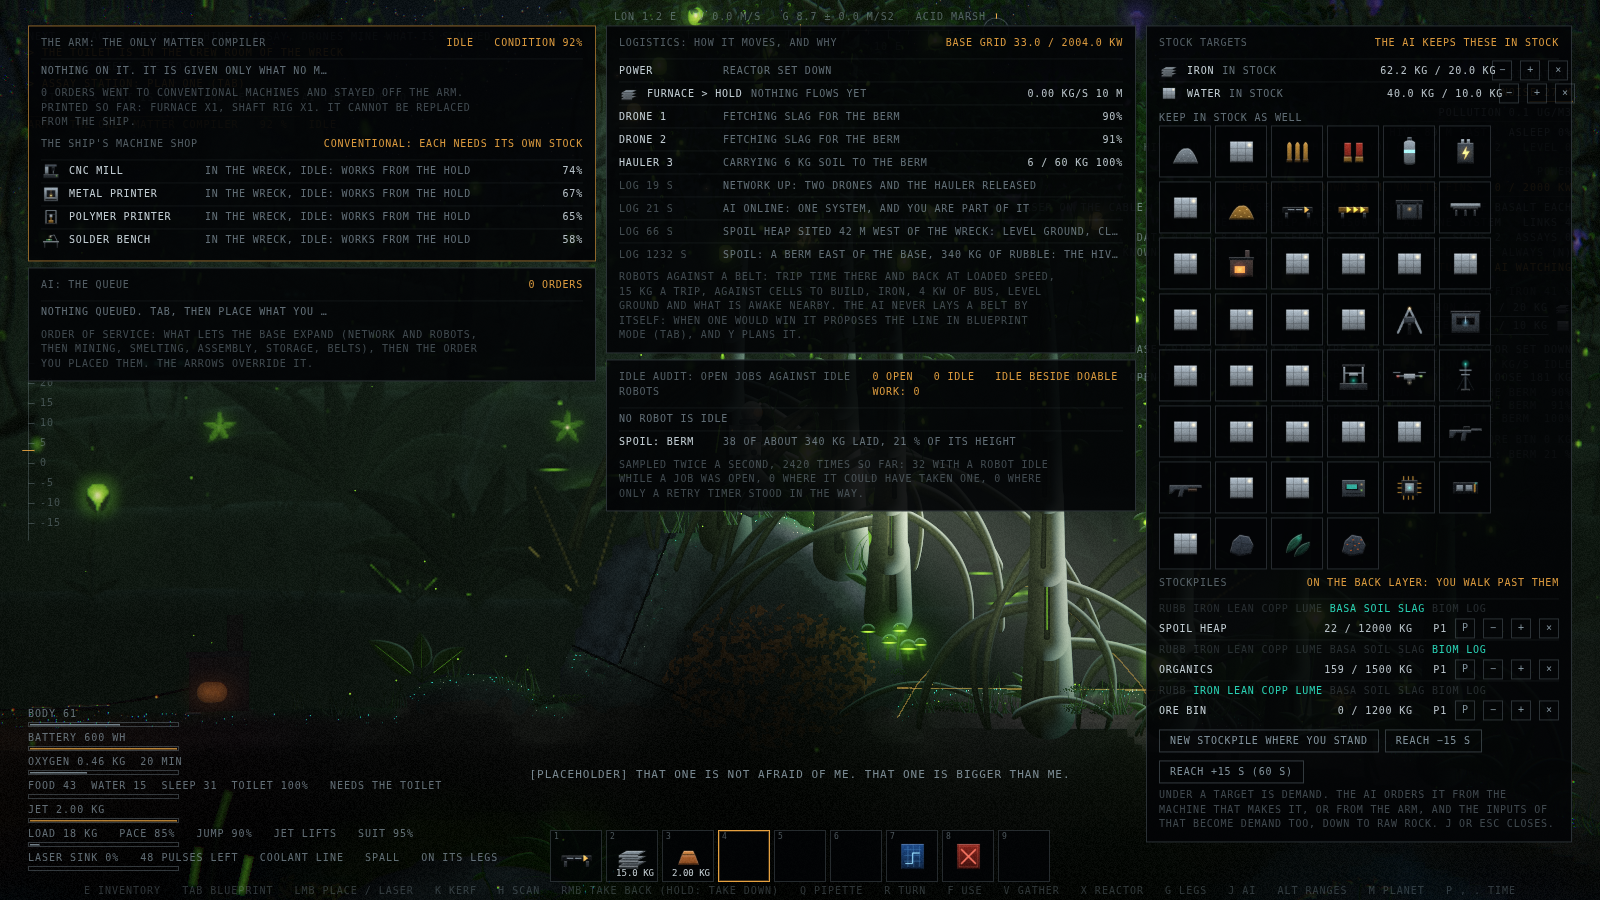 LON 1:2 E 0.0 M/S G 8.7 ± 0.0 M/S2 ACID MARSH
THE ARM: THE ONLY MATTER COMPILER IDLE CONDITION 92%
NOTHING ON IT. IT IS GIVEN ONLY WHAT NO M…
0 ORDERS WENT TO CONVENTIONAL MACHINES AND STAYED OFF THE ARM.
PRINTED SO FAR: FURNACE X1, SHAFT RIG X1. IT CANNOT BE REPLACED
FROM THE SHIP.
THE SHIP'S MACHINE SHOP CONVENTIONAL: EACH NEEDS ITS OWN STOCK
CNC MILL IN THE WRECK, IDLE: WORKS FROM THE HOLD 74%
METAL PRINTER IN THE WRECK, IDLE: WORKS FROM THE HOLD 67%
POLYMER PRINTER IN THE WRECK, IDLE: WORKS FROM THE HOLD 65%
SOLDER BENCH IN THE WRECK, IDLE: WORKS FROM THE HOLD 58%
AI: THE QUEUE 0 ORDERS
NOTHING QUEUED. TAB, THEN PLACE WHAT YOU …
ORDER OF SERVICE: WHAT LETS THE BASE EXPAND (NETWORK AND ROBOTS,
THEN MINING, SMELTING, ASSEMBLY, STORAGE, BELTS), THEN THE ORDER
YOU PLACED THEM. THE ARROWS OVERRIDE IT.
20
15
10
5
0
-5
-10
-15
LOGISTICS: HOW IT MOVES, AND WHY BASE GRID 33.0 / 2004.0 KW
POWER REACTOR SET DOWN
FURNACE > HOLD NOTHING FLOWS YET 0.00 KG/S 10 M
DRONE 1 FETCHING SLAG FOR THE BERM 90%
DRONE 2 FETCHING SLAG FOR THE BERM 91%
HAULER 3 CARRYING 6 KG SOIL TO THE BERM 6 / 60 KG 100%
LOG 19 S NETWORK UP: TWO DRONES AND THE HAULER RELEASED
LOG 21 S AI ONLINE: ONE SYSTEM, AND YOU ARE PART OF IT
LOG 66 S SPOIL HEAP SITED 42 M WEST OF THE WRECK: LEVEL GROUND, CL…
LOG 1232 S SPOIL: A BERM EAST OF THE BASE, 340 KG OF RUBBLE: THE HIV…
ROBOTS AGAINST A BELT: TRIP TIME THERE AND BACK AT LOADED SPEED,
15 KG A TRIP, AGAINST CELLS TO BUILD, IRON, 4 KW OF BUS, LEVEL
GROUND AND WHAT IS AWAKE NEARBY. THE AI NEVER LAYS A BELT BY
ITSELF: WHEN ONE WOULD WIN IT PROPOSES THE LINE IN BLUEPRINT
MODE (TAB), AND Y PLANS IT.
IDLE AUDIT: OPEN JOBS AGAINST IDLE ROBOTS 0 OPEN 0 IDLE IDLE BESIDE DOABLE WORK: 0
NO ROBOT IS IDLE
SPOIL: BERM 38 OF ABOUT 340 KG LAID, 21 % OF ITS HEIGHT
SAMPLED TWICE A SECOND, 2420 TIMES SO FAR: 32 WITH A ROBOT IDLE
WHILE A JOB WAS OPEN, 0 WHERE IT COULD HAVE TAKEN ONE, 0 WHERE
ONLY A RETRY TIMER STOOD IN THE WAY.
STOCK TARGETS THE AI KEEPS THESE IN STOCK
IRON IN STOCK 62.2 KG / 20.0 KG − + ×
WATER IN STOCK 40.0 KG / 10.0 KG − + ×
KEEP IN STOCK AS WELL
STOCKPILES ON THE BACK LAYER: YOU WALK PAST THEM
RUBB IRON LEAN COPP LUME BASA SOIL SLAG BIOM LOG
SPOIL HEAP 22 / 12000 KG P1 P − + ×
RUBB IRON LEAN COPP LUME BASA SOIL SLAG BIOM LOG
ORGANICS 159 / 1500 KG P1 P − + ×
RUBB IRON LEAN COPP LUME BASA SOIL SLAG BIOM LOG
ORE BIN 0 / 1200 KG P1 P − + ×
NEW STOCKPILE WHERE YOU STAND REACH −15 S
REACH +15 S (60 S)
UNDER A TARGET IS DEMAND. THE AI ORDERS IT FROM THE
MACHINE THAT MAKES IT, OR FROM THE ARM, AND THE INPUTS OF
THAT BECOME DEMAND TOO, DOWN TO RAW ROCK. J OR ESC CLOSES.
BODY 61
BATTERY 600 WH
OXYGEN 0.46 KG 20 MIN
FOOD 43 WATER 15 SLEEP 31 TOILET 100% NEEDS THE TOILET
JET 2.00 KG
LOAD 18 KG PACE 85% JUMP 90% JET LIFTS SUIT 95%
LASER SINK 0% 48 PULSES LEFT COOLANT LINE SPALL ON ITS LEGS
[PLACEHOLDER] THAT ONE IS NOT AFRAID OF ME. THAT ONE IS BIGGER THAN ME.
1 2 3 4 5 6 7 8 9
15.0 KG 2.00 KG
E INVENTORY TAB BLUEPRINT LMB PLACE / LASER K KERF H SCAN RMB TAKE BACK (HOLD: TAKE DOWN) Q PIPETTE R TURN F USE V GATHER X REACTOR G LEGS J AI ALT RANGES M PLANET P , . TIME